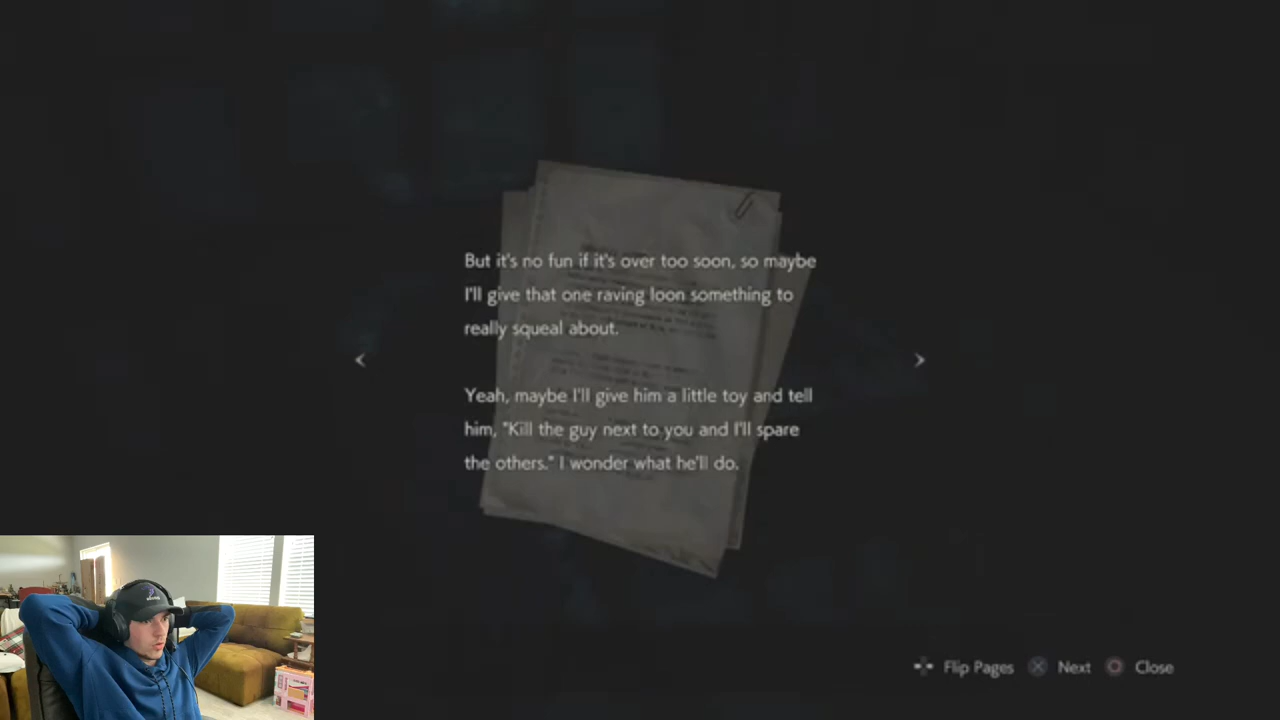 But it's no fun if it's over too soon, so maybe
I'll give that one raving loon something to
really squeal about.
Yeah, maybe I'll give him a little toy and tell
him, "Kill the guy next to you and I'll spare
the others." I wonder what he'll do.
Flip Pages Next Close